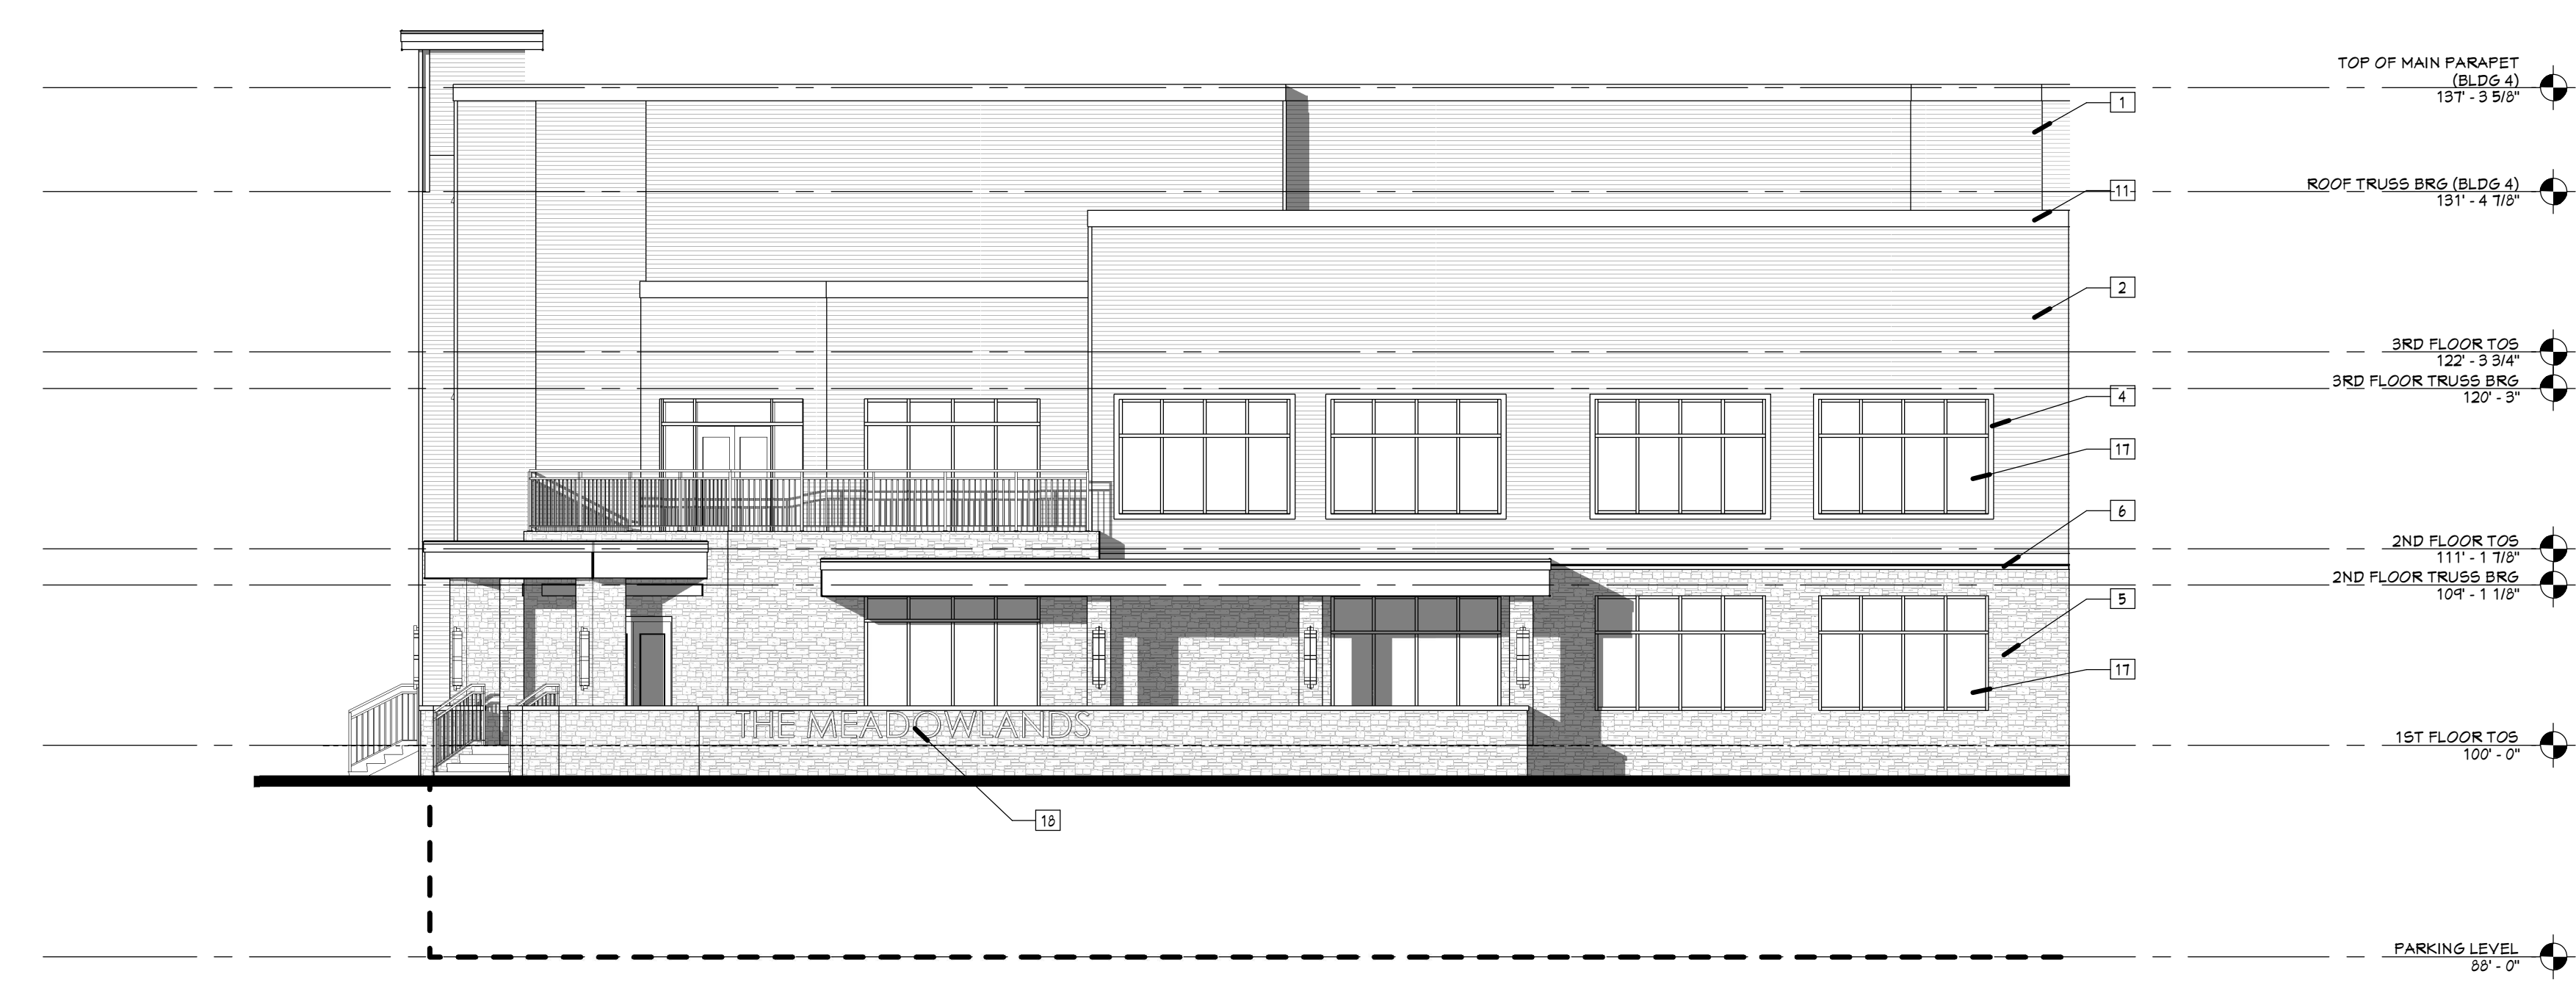 TOP OF MAIN PARAPET
(BLDG 4)
137' - 3 5/8"
1
ROOF TRUSS BRG (BLDG 4)
131' - 4 7/8"
11
2
3RD FLOOR TOS
122' - 3 3/4"
3RD FLOOR TRUSS BRG
120' - 3"
4
17
6
2ND FLOOR TOS
111' - 1 7/8"
2ND FLOOR TRUSS BRG
109' - 1 1/8"
5
17
THE MEADOWLANDS
1ST FLOOR TOS
100' - 0"
18
PARKING LEVEL
88' - 0"